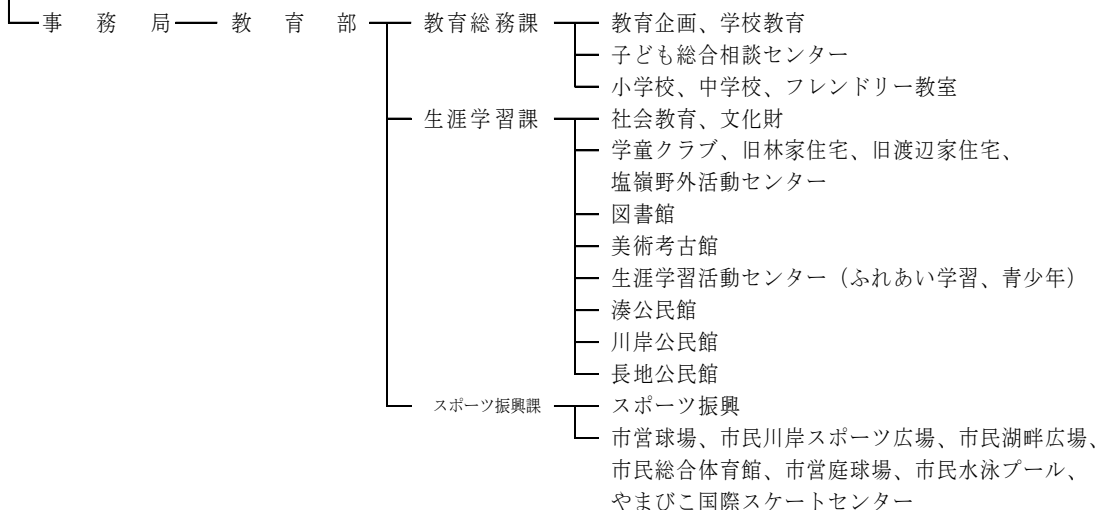 事務局 教育部 教育総務課 教育企画、学校教育
子ども総合相談センター
小学校、中学校、フレンドリー教室
生涯学習課 社会教育、文化財
学童クラブ、旧林家住宅、旧渡辺家住宅、
塩嶺野外活動センター
図書館
美術考古館
生涯学習活動センター（ふれあい学習、青少年）
湊公民館
川岸公民館
長地公民館
スポーツ振興課 スポーツ振興
市営球場、市民川岸スポーツ広場、市民湖畔広場、
市民総合体育館、市営庭球場、市民水泳プール、
やまびこ国際スケートセンター